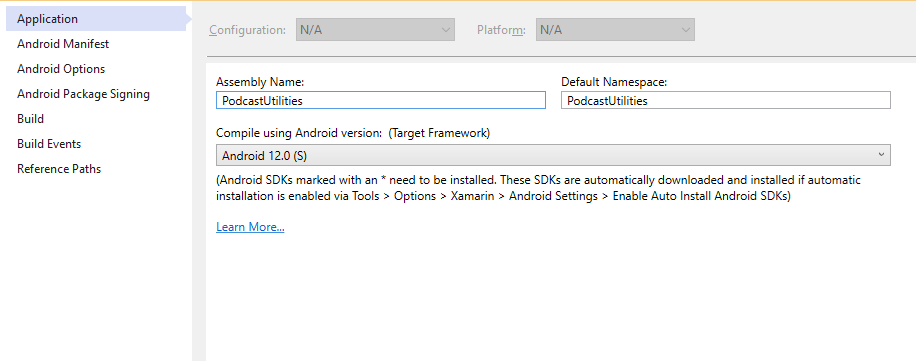 Application
Android Manifest
Android Options
Android Package Signing
Build
Build Events
Reference Paths
Configuration: N/A Platform: N/A
Assembly Name: Default Namespace:
PodcastUtilities PodcastUtilities
Compile using Android version: (Target Framework)
Android 12.0 (S)
(Android SDKs marked with an * need to be installed. These SDKs are automatically downloaded and installed if automatic
installation is enabled via Tools > Options > Xamarin > Android Settings > Enable Auto Install Android SDKs)
Learn More...